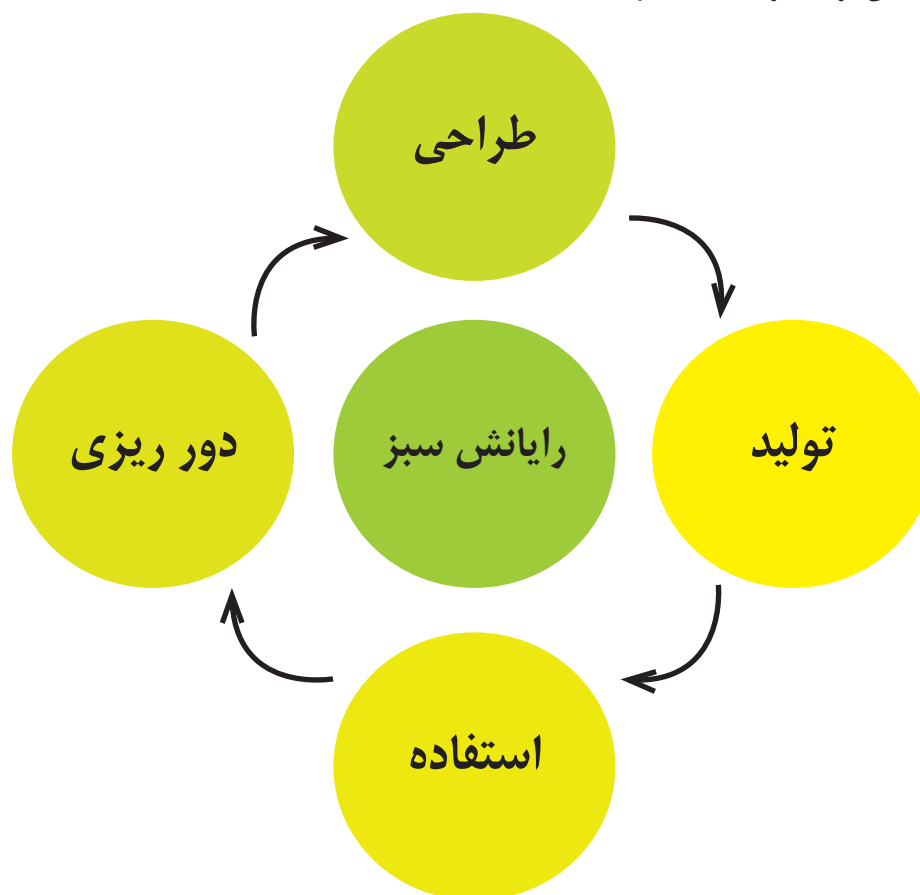 طراحی
تولید
رایانش سبز
دور ریزی
استفاده